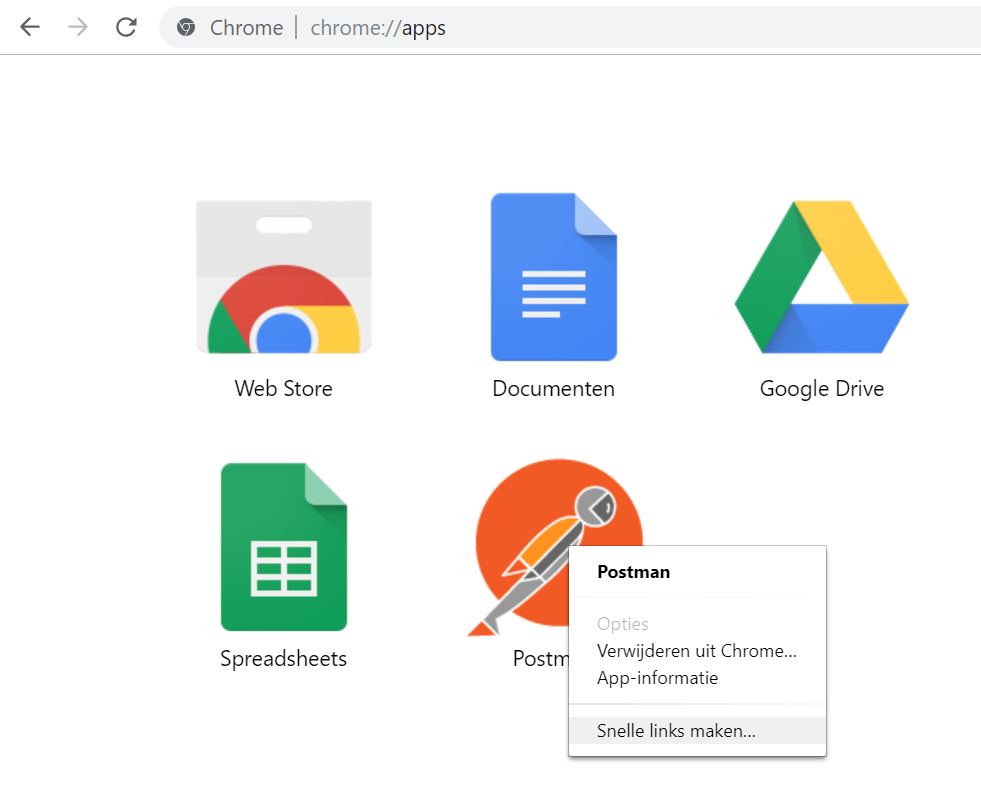 Chrome | chrome://apps
Web Store
Documenten
Google Drive
Spreadsheets
Postm
Postman
Opties
Verwijderen uit Chrome...
App-informatie
Snelle links maken...